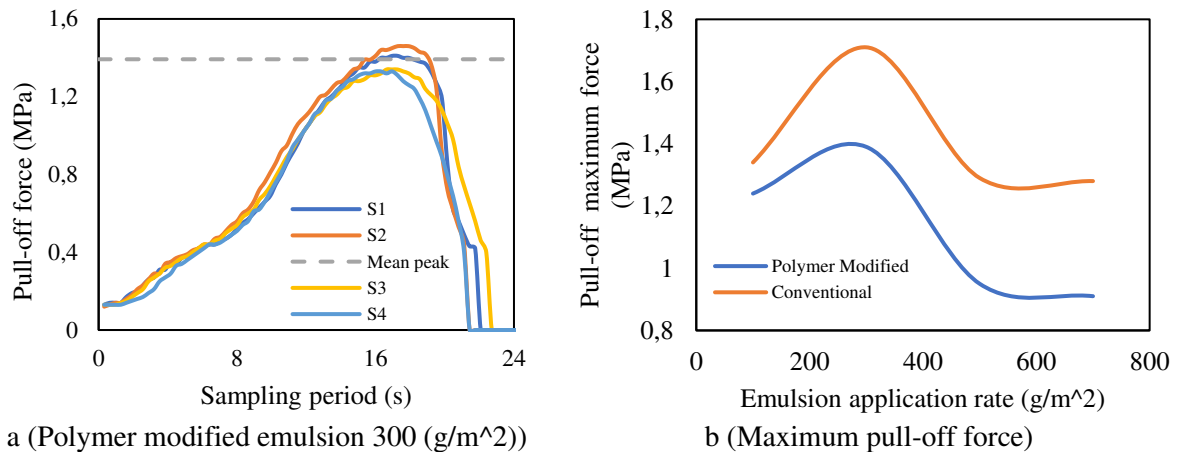 1,6
1,2
0,8
0,4
0
0 8 16 24
Pull-off force (MPa)
Sampling period (s)
S1
S2
Mean peak
S3
S4
a (Polymer modified emulsion 300 (g/m^2))
1,8
1,6
1,4
1,2
1
0,8
0 200 400 600 800
Pull-off maximum force
(MPa)
Emulsion application rate (g/m^2)
Polymer Modified
Conventional
b (Maximum pull-off force)